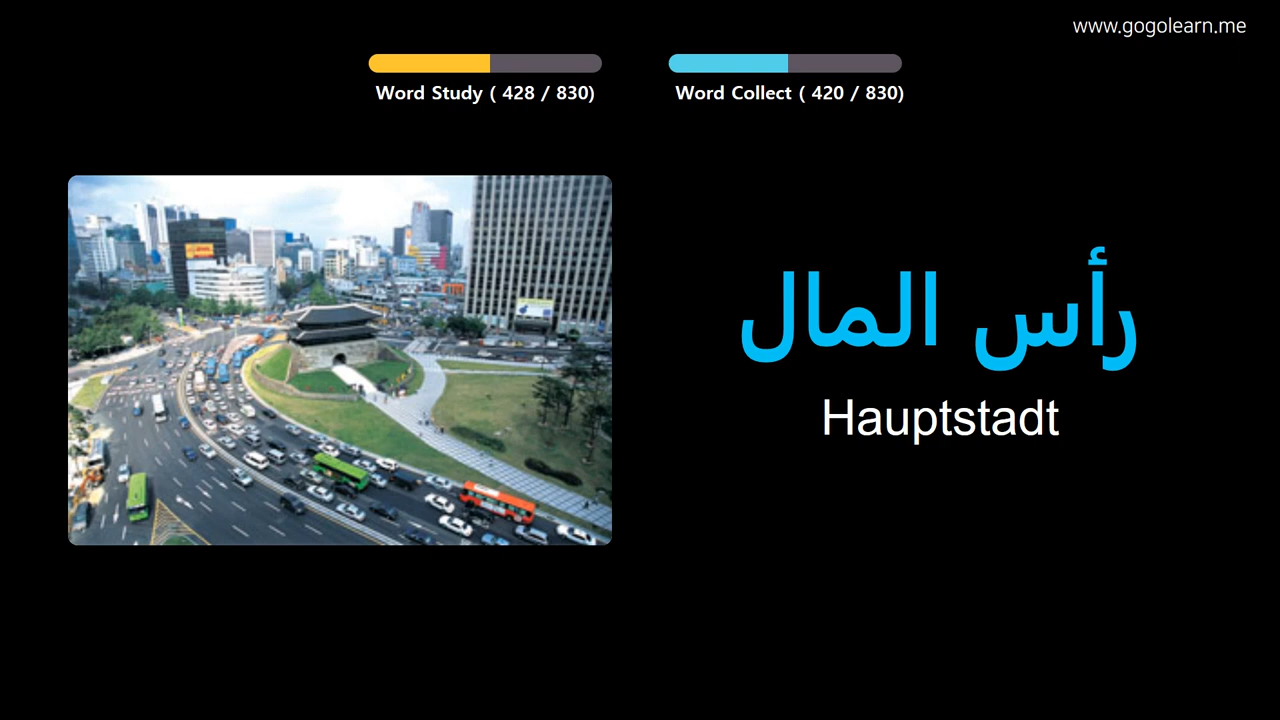 www.gogolearn.me
Word Study ( 428 / 830)
Word Collect ( 420 / 830)
رأس المال
Hauptstadt